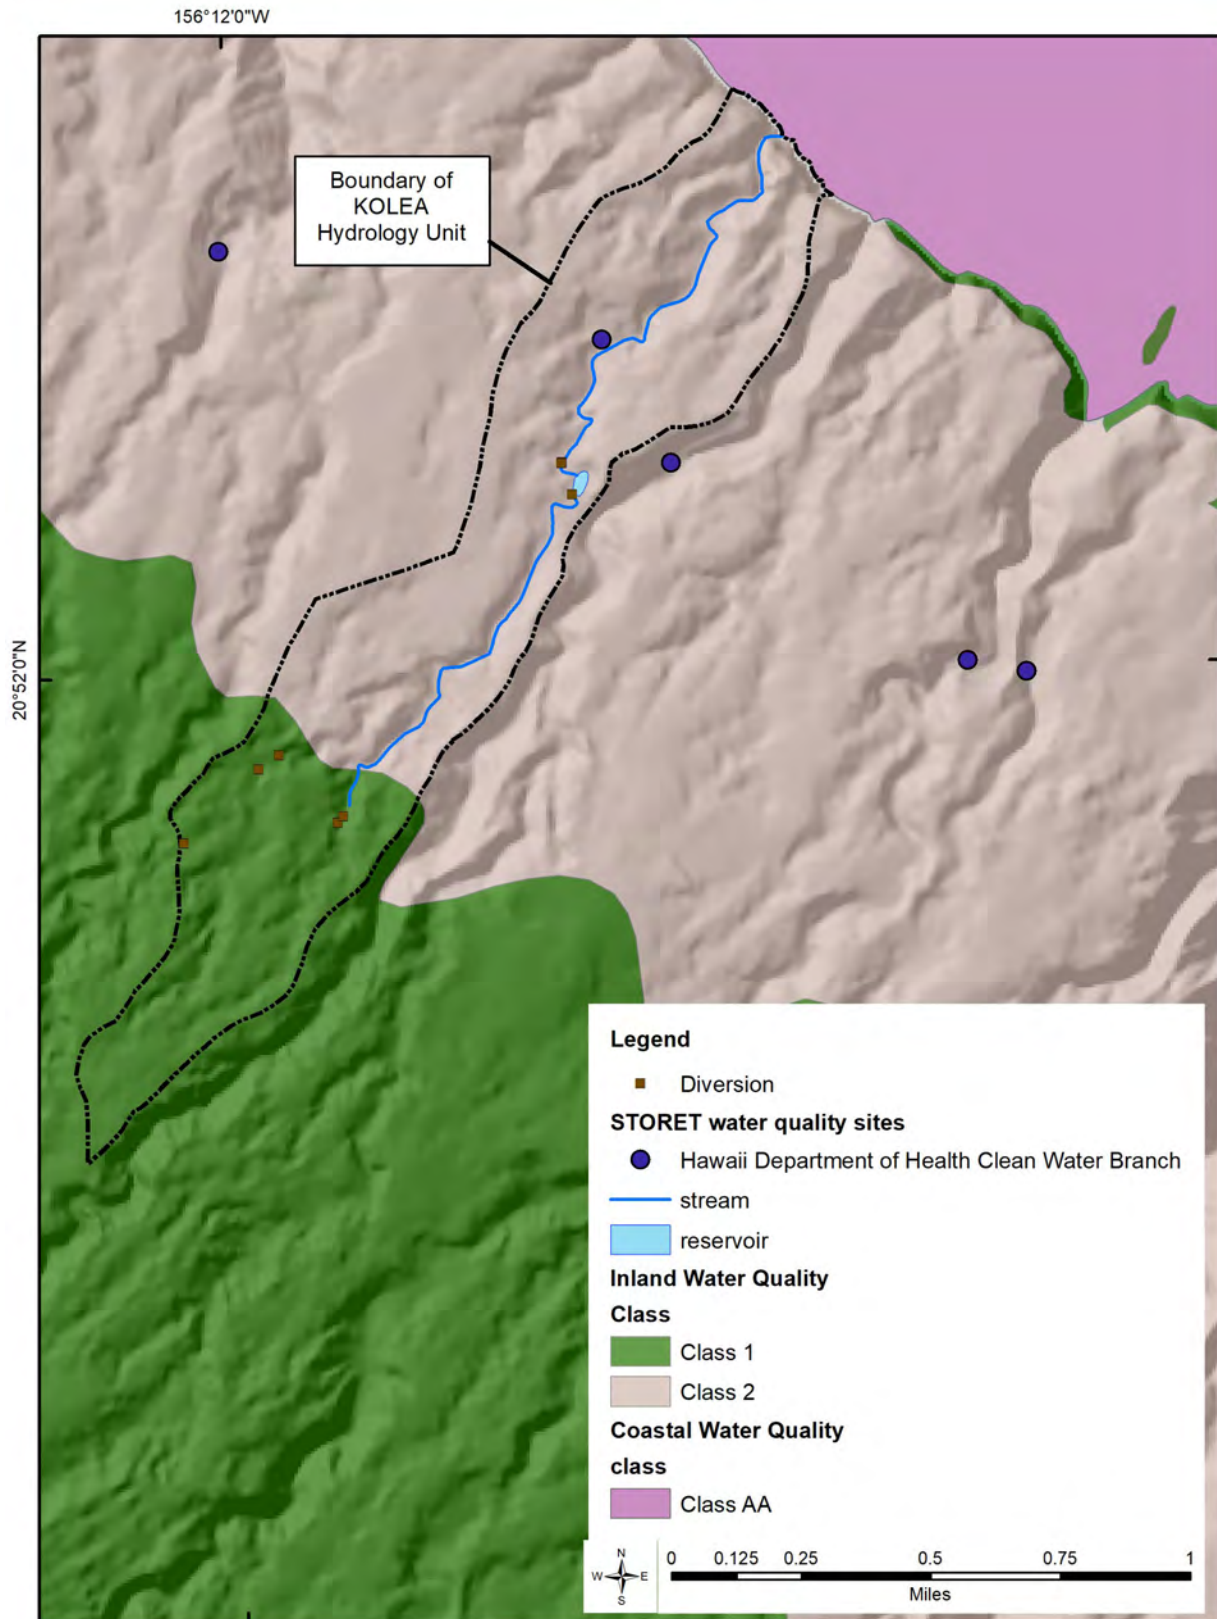 156°12'0"W
Boundary of
KOLEA
Hydrology Unit
20°52'0"N
Legend
Diversion
STORET water quality sites
Hawaii Department of Health Clean Water Branch
stream
reservoir
Inland Water Quality
Class
Class 1
Class 2
Coastal Water Quality
class
Class AA
N
W E
S
0 0.125 0.25 0.5 0.75 1
Miles